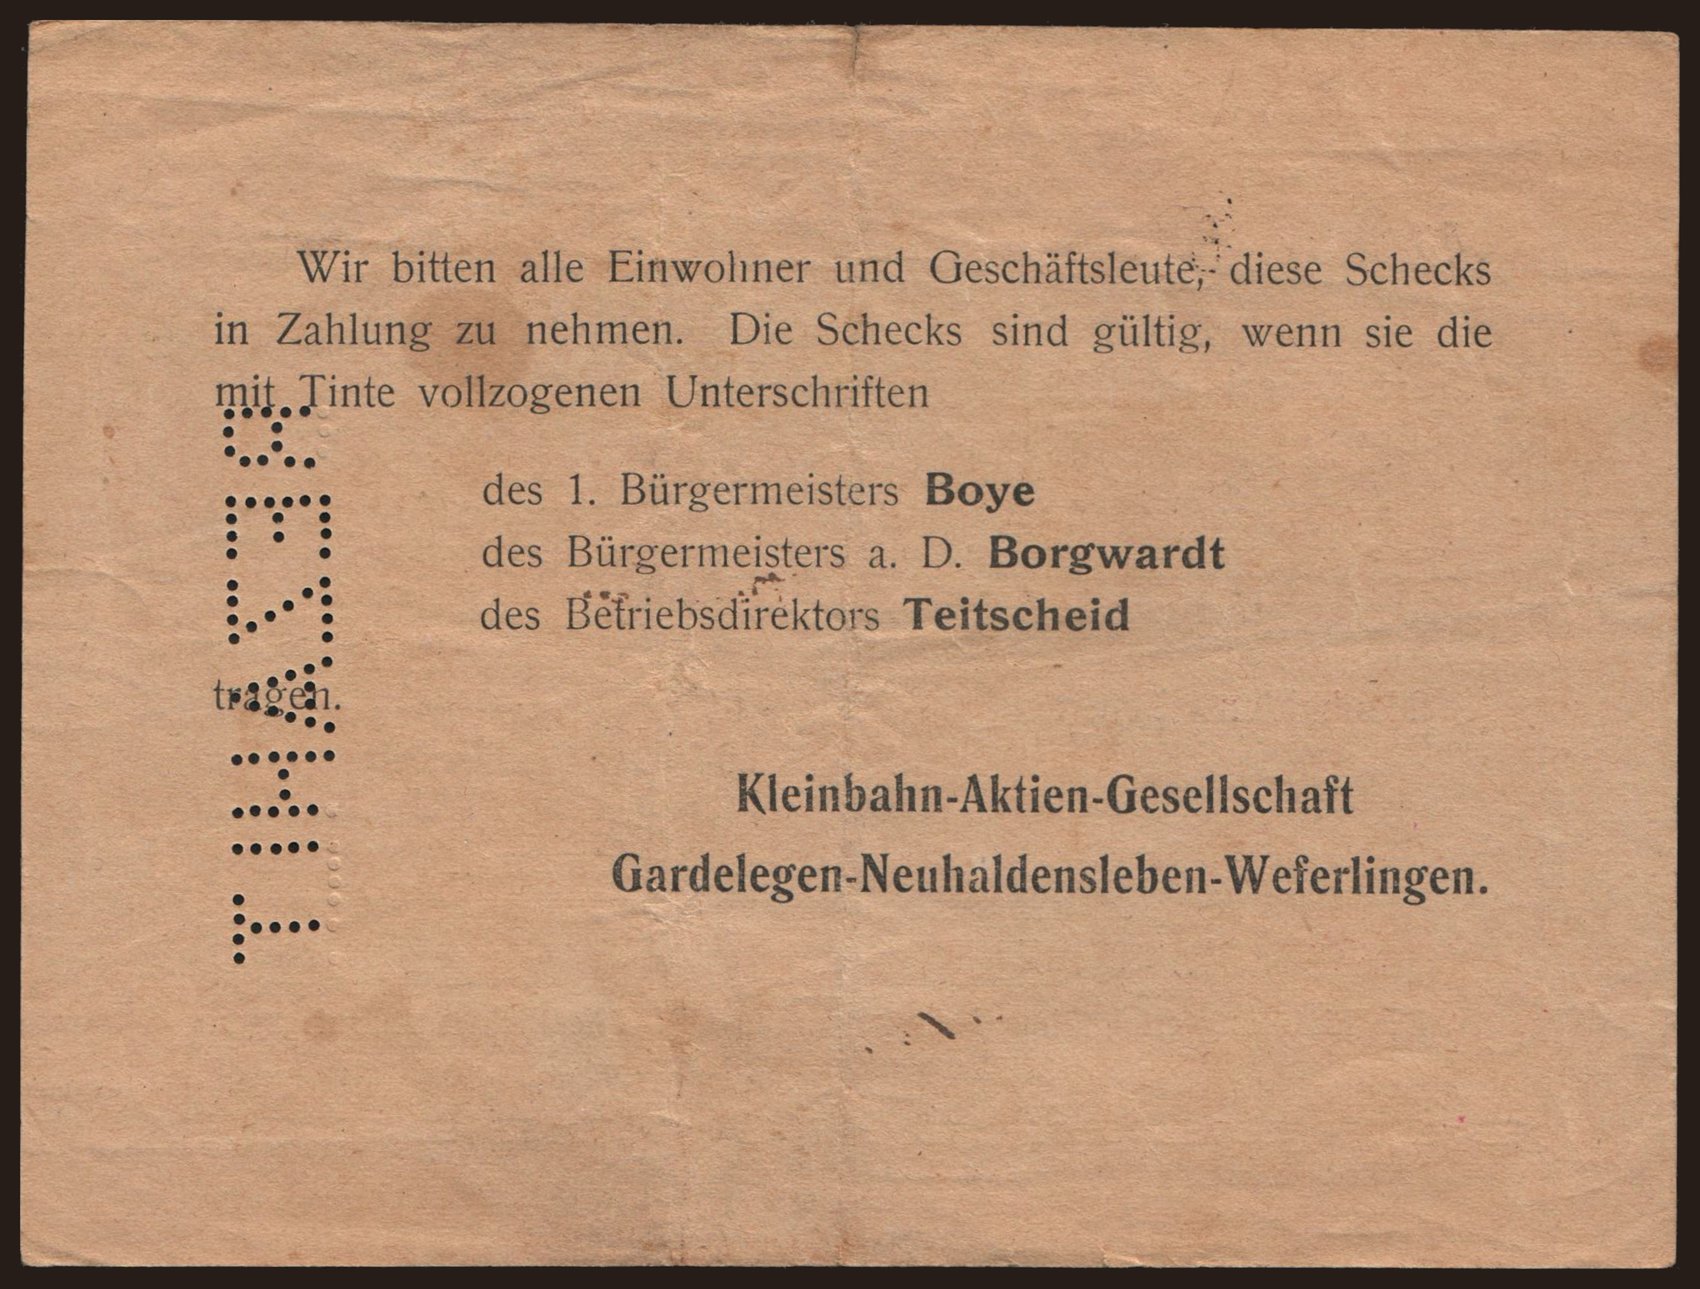 Wir bitten alle Einwohner und Geschäftsleute, diese Schecks
in Zahlung zu nehmen. Die Schecks sind gültig, wenn sie die
mit Tinte vollzogenen Unterschriften
des 1. Bürgermeisters Boye
des Bürgermeisters a. D. Borgwardt
des Betriebsdirektors Teitscheid
tragen.
Kleinbahn-Aktien-Gesellschaft
Gardelegen-Neuhaldensleben-Weferlingen.
BEZAHLT